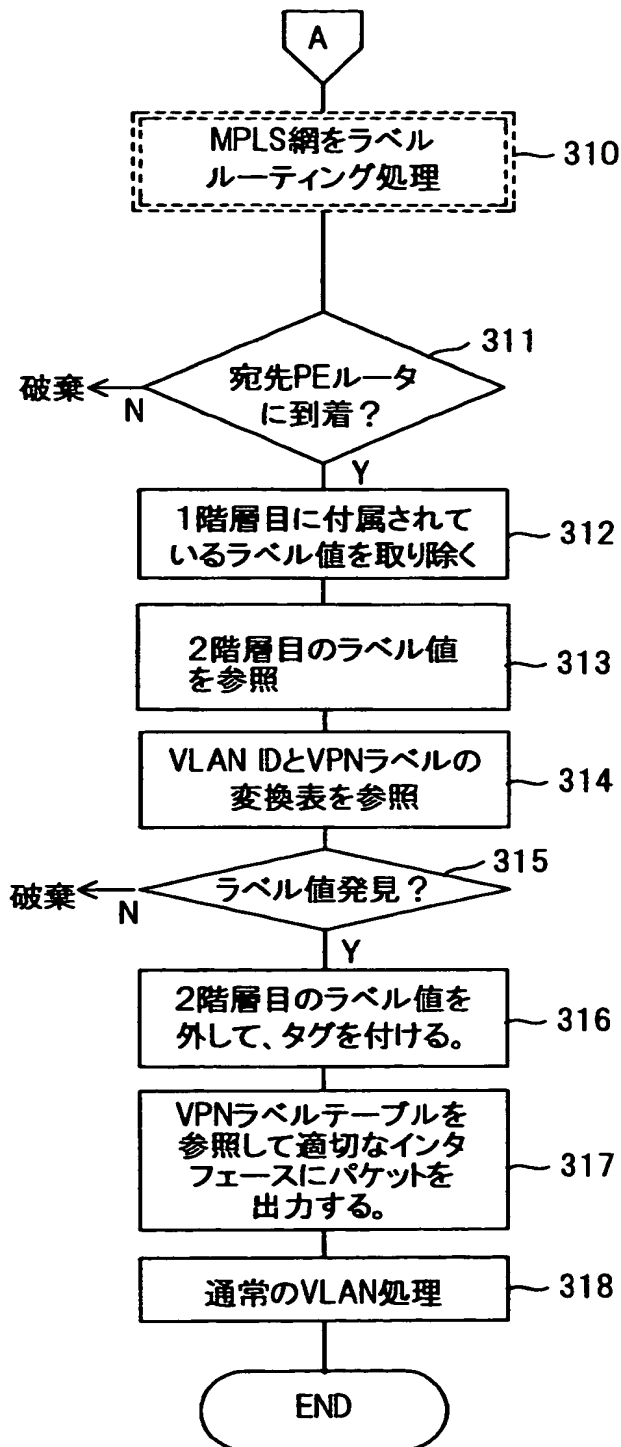 A
MPLS網をラベル
ルーティング処理
310
311
宛先PEルータ
に到着？
破棄
N
Y
1階層目に付属されて
いるラベル値を取り除く
312
2階層目のラベル値
を参照
313
VLAN IDとVPNラベルの
変換表を参照
314
315
ラベル値発見？
破棄
N
Y
2階層目のラベル値を
外して、タグを付ける。
316
VPNラベルテーブルを
参照して適切なインタ
フェースにパケットを
出力する。
317
通常のVLAN処理
318
END